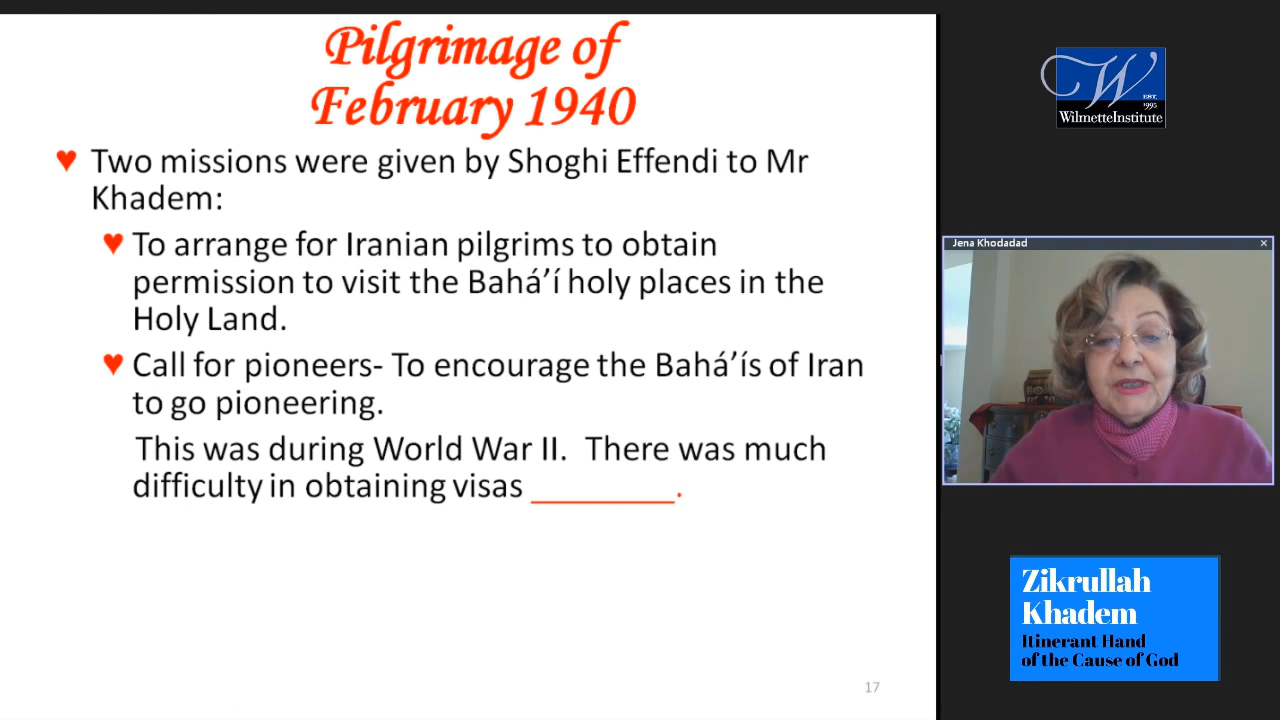 Pilgrimage of
February 1940
♥ Two missions were given by Shoghi Effendi to Mr
Khadem:
♥ To arrange for Iranian pilgrims to obtain
permission to visit the Bahá’í holy places in the
Holy Land.
♥ Call for pioneers- To encourage the Bahá’ís of Iran
to go pioneering.
This was during World War II.  There was much
difficulty in obtaining visas _________.
17
W
EST.
1995
WilmetteInstitute
Jena Khodadad
Zikrullah
Khadem
Itinerant Hand
of the Cause of God